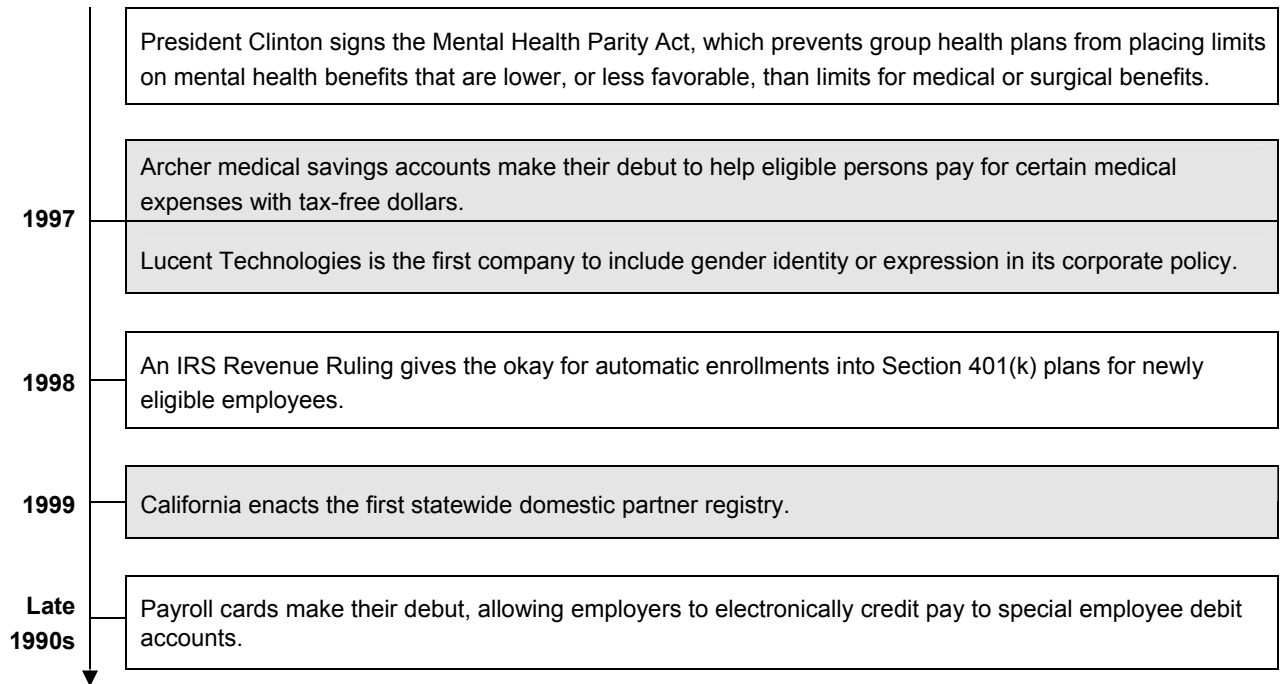 President Clinton signs the Mental Health Parity Act, which prevents group health plans from placing limits
on mental health benefits that are lower, or less favorable, than limits for medical or surgical benefits.
1997
Archer medical savings accounts make their debut to help eligible persons pay for certain medical
expenses with tax-free dollars.
Lucent Technologies is the first company to include gender identity or expression in its corporate policy.
1998
An IRS Revenue Ruling gives the okay for automatic enrollments into Section 401(k) plans for newly
eligible employees.
1999
California enacts the first statewide domestic partner registry.
Late
1990s
Payroll cards make their debut, allowing employers to electronically credit pay to special employee debit
accounts.